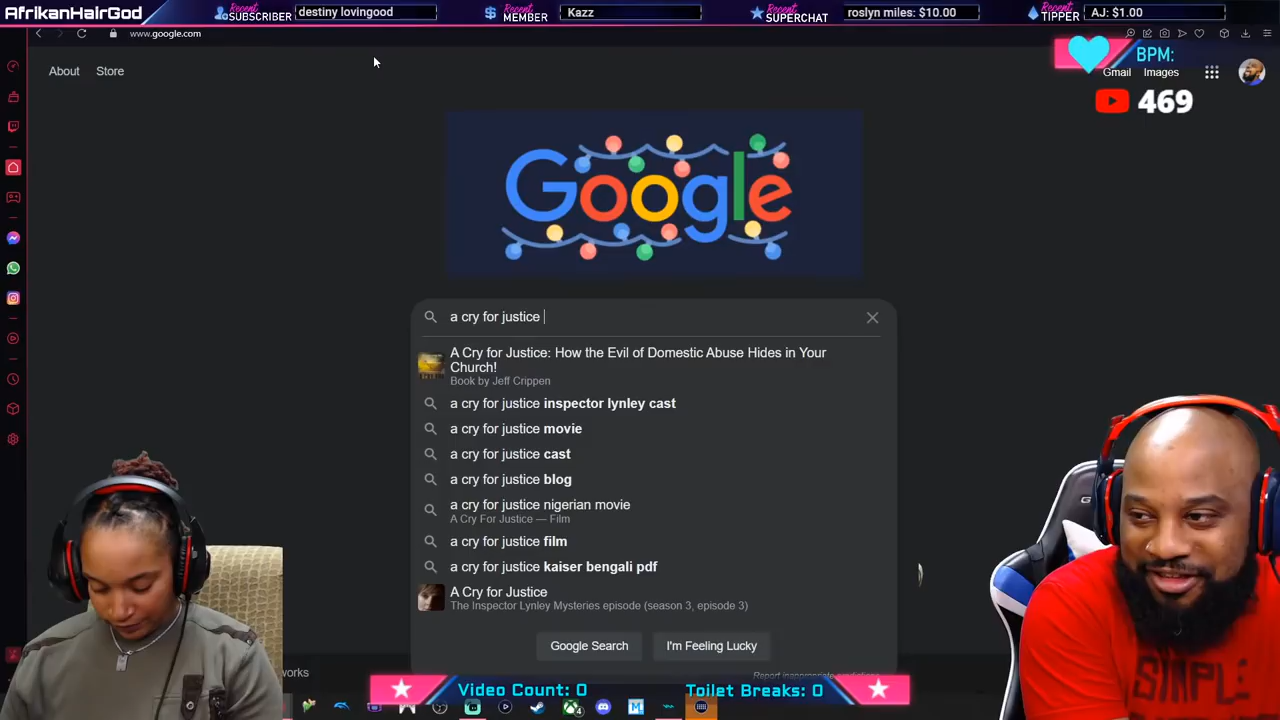 AfrikanHairGod
Recent SUBSCRIBER destiny lovingood
Recent MEMBER Kazz
Recent SUPERCHAT roslyn miles: $10.00
Recent TIPPER AJ: $1.00
www.google.com
BPM:
About Store
Gmail Images
469
Google
a cry for justice
A Cry for Justice: How the Evil of Domestic Abuse Hides in Your
Church!
Book by Jeff Crippen
a cry for justice inspector lynley cast
a cry for justice movie
a cry for justice cast
a cry for justice blog
a cry for justice nigerian movie
A Cry For Justice — Film
a cry for justice film
a cry for justice kaiser bengali pdf
A Cry for Justice
The Inspector Lynley Mysteries episode (season 3, episode 3)
Google Search I'm Feeling Lucky
works
Report inappropriate predictions
Video Count: 0 Toilet Breaks: 0
SIMPLE